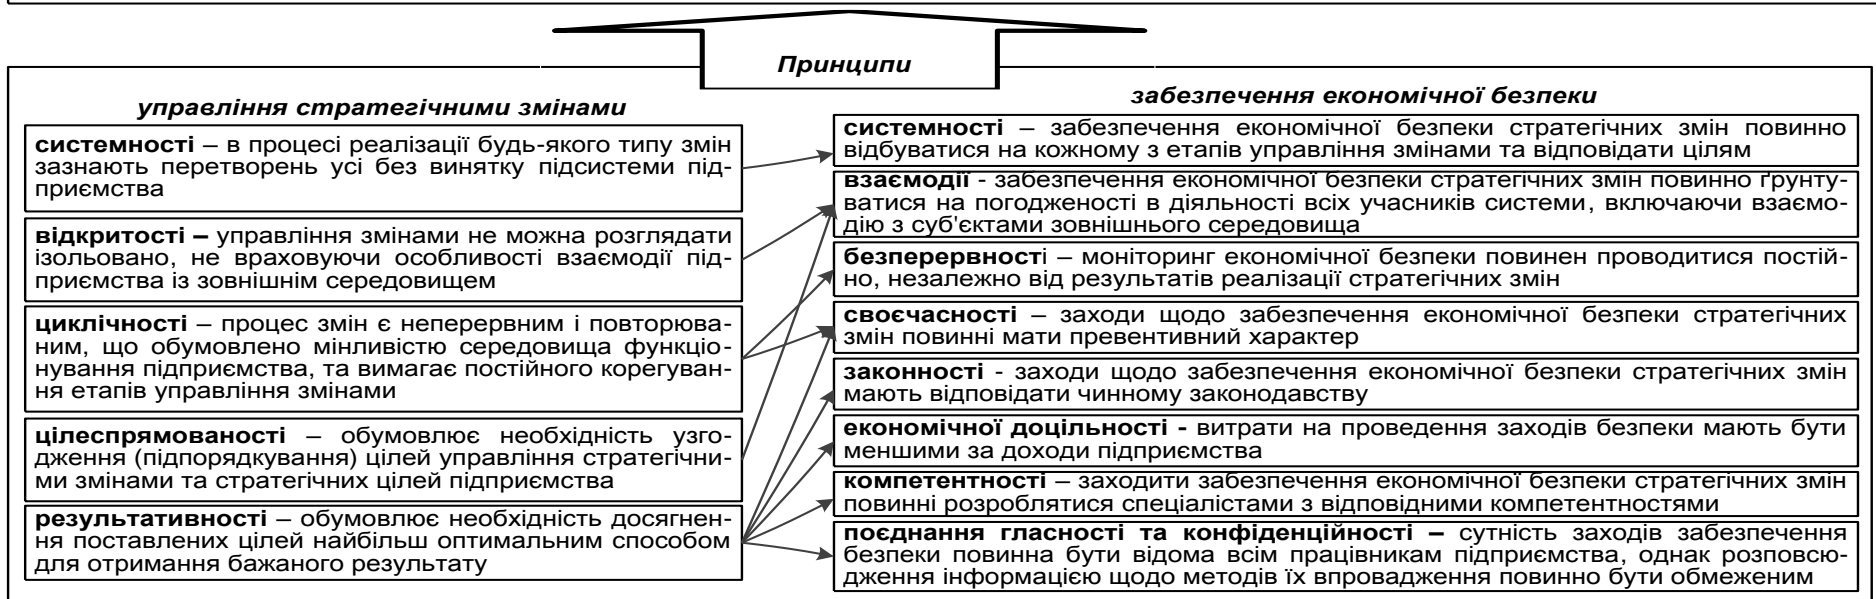 Принципи
управління стратегічними змінами
системності – в процесі реалізації будь-якого типу змін
зазнають перетворень усі без винятку підсистеми під-
приємства
відкритості – управління змінами не можна розглядати
ізольовано, не враховуючи особливості взаємодії під-
приємства із зовнішнім середовищем
циклічності – процес змін є неперервним і повторюва-
ним, що обумовлено мінливістю середовища функціо-
нування підприємства, та вимагає постійного корегуван-
ня етапів управління змінами
цілеспрямованості – обумовлює необхідність узго-
дження (підпорядкування) цілей управління стратегічни-
ми змінами та стратегічних цілей підприємства
результативності – обумовлює необхідність досягнен-
ня поставлених цілей найбільш оптимальним способом
для отримання бажаного результату
забезпечення економічної безпеки
системності – забезпечення економічної безпеки стратегічних змін повинно
відбуватися на кожному з етапів управління змінами та відповідати цілям
взаємодії - забезпечення економічної безпеки стратегічних змін повинно ґрунту-
ватися на погодженості в діяльності всіх учасників системи, включаючи взаємо-
дію з суб'єктами зовнішнього середовища
безперервності – моніторинг економічної безпеки повинен проводитися постій-
но, незалежно від результатів реалізації стратегічних змін
своєчасності – заходи щодо забезпечення економічної безпеки стратегічних
змін повинні мати превентивний характер
законності - заходи щодо забезпечення економічної безпеки стратегічних змін
мають відповідати чинному законодавству
економічної доцільності - витрати на проведення заходів безпеки мають бути
меншими за доходи підприємства
компетентності – заходити забезпечення економічної безпеки стратегічних змін
повинні розроблятися спеціалістами з відповідними компетентностями
поєднання гласності та конфіденційності – сутність заходів забезпечення
безпеки повинна бути відома всім працівникам підприємства, однак розповсю-
дження інформацією щодо методів їх впровадження повинно бути обмеженим